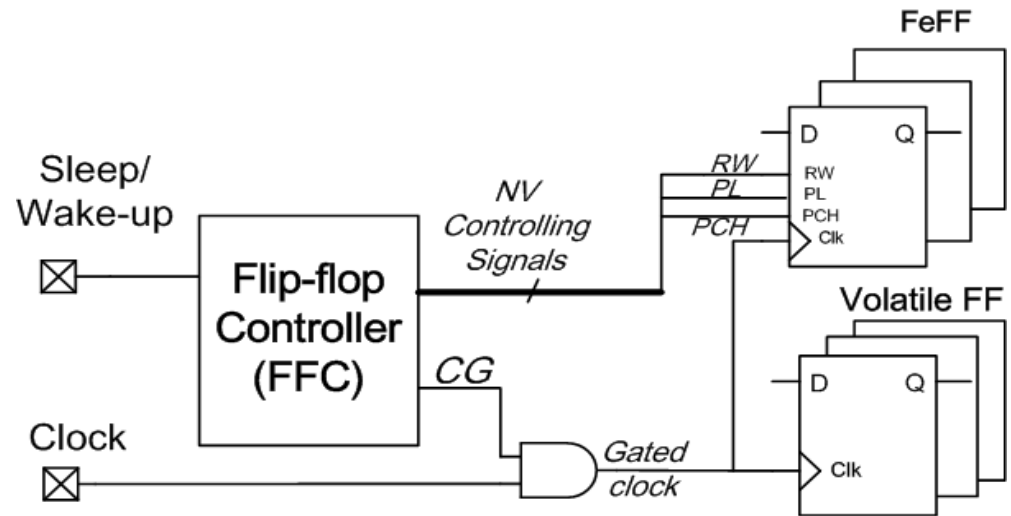 FeFF
D
Q
RW
RW
PL
PL
PCH
PCH
Clk
Sleep/
Wake-up
NV
Controlling
Signals
Flip-flop
Controller
(FFC)
CG
Volatile FF
D
Q
Clk
Clock
Gated
clock